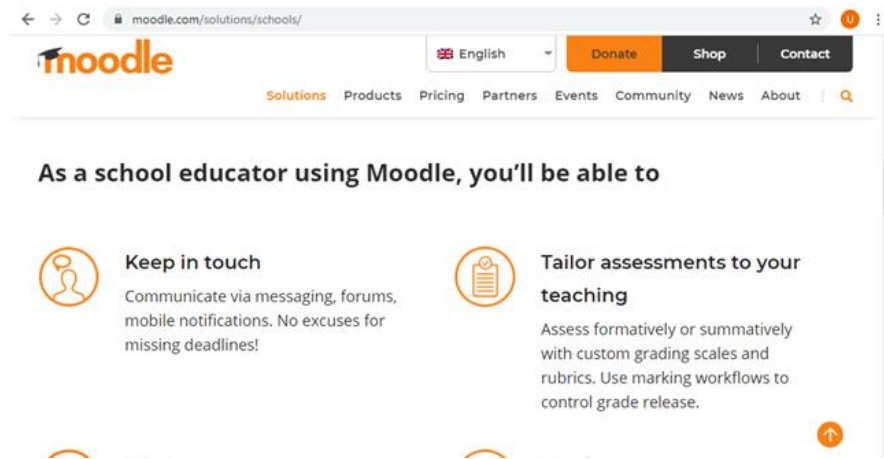 moodle.com/solutions/schools/
U
moodle
English
Donate
Shop
Contact
Solutions Products Pricing Partners Events Community News About
As a school educator using Moodle, you’ll be able to
Keep in touch
Communicate via messaging, forums,
mobile notifications. No excuses for
missing deadlines!
Tailor assessments to your
teaching
Assess formatively or summatively
with custom grading scales and
rubrics. Use marking workflows to
control grade release.